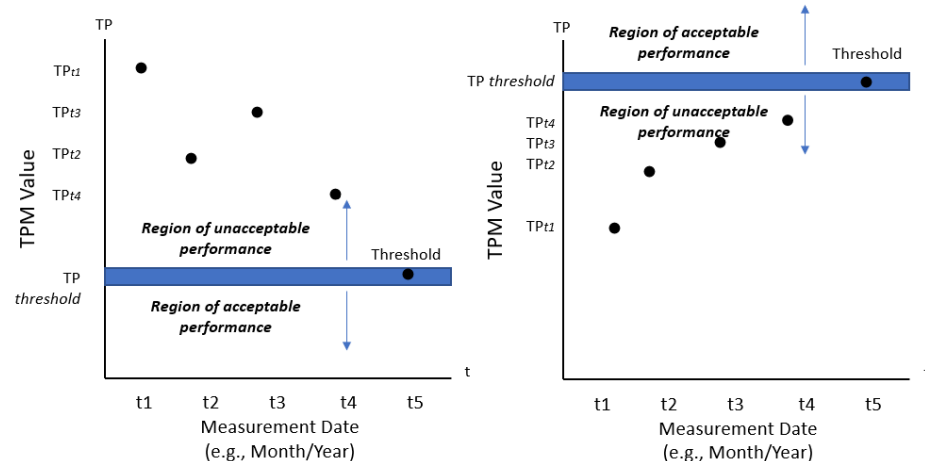 TP
TPt1
TPt3
TPt2
TPt4
TPM Value
Region of unacceptable
performance
Threshold
TP
threshold
Region of acceptable
performance
t
t1 t2 t3 t4 t5
Measurement Date
(e.g., Month/Year)
TP
Region of acceptable
performance
Threshold
TP threshold
Region of unacceptable
performance
TPt4
TPt3
TPt2
TPt1
TPM Value
t1 t2 t3 t4 t5
Measurement Date
(e.g., Month/Year)